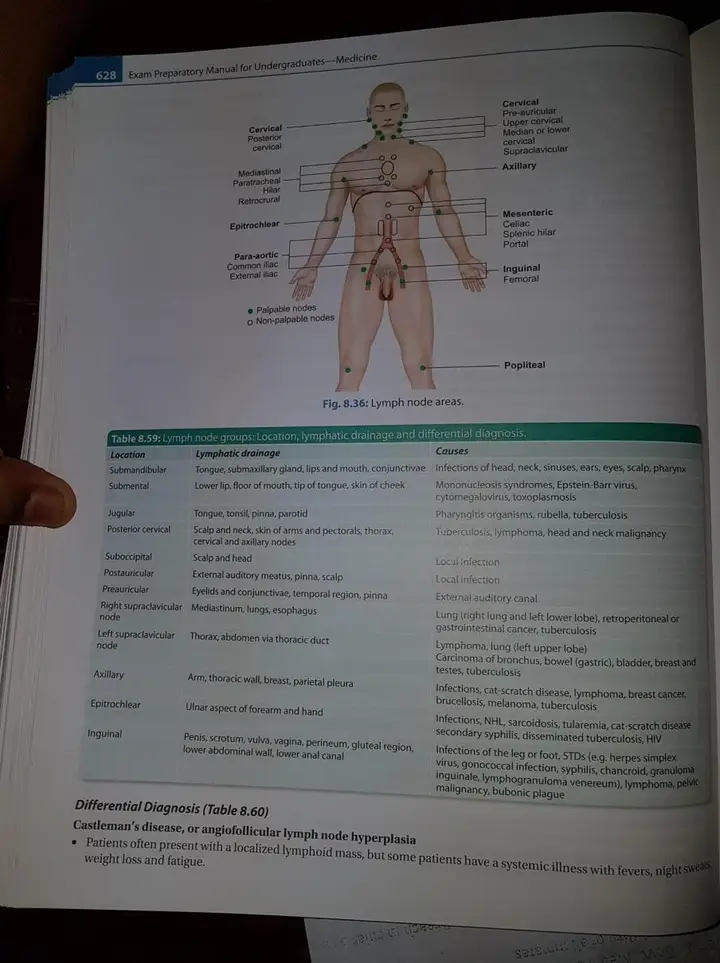 628 Exam Preparatory Manual for Undergraduates—Medicine
Cervical
Posterior
cervical
Mediastinal
Paratracheal
Hilar
Retrocrural
Epitrochlear
Para-aortic
Common iliac
External iliac
Palpable nodes
Non-palpable nodes
Cervical
Pre-auricular
Upper cervical
Median or lower
cervical
Supraclavicular
Axillary
Mesenteric
Celiac
Splenic hilar
Portal
Inguinal
Femoral
Popliteal
Fig. 8.36: Lymph node areas.
Table 8.59: Lymph node groups: Location, lymphatic drainage and differential diagnosis.
Location Lymphatic drainage Causes
Submandibular Tongue, submaxillary gland, lips and mouth, conjunctivae Infections of head, neck, sinuses, ears, eyes, scalp, pharynx
Submental Lower lip, floor of mouth, tip of tongue, skin of cheek Mononucleosis syndromes, Epstein-Barr virus,
cytomegalovirus, toxoplasmosis
Jugular Tongue, tonsil, pinna, parotid Pharyngitis organisms, rubella, tuberculosis
Posterior cervical Scalp and neck, skin of arms and pectorals, thorax, Tuberculosis, lymphoma, head and neck malignancy
cervical and axillary nodes
Suboccipital Scalp and head Local infection
Postauricular External auditory meatus, pinna, scalp Local infection
Preauricular Eyelids and conjunctivae, temporal region, pinna External auditory canal
Right supraclavicular Mediastinum, lungs, esophagus Lung (right lung and left lower lobe), retroperitoneal or
node gastrointestinal cancer, tuberculosis
Left supraclavicular Thorax, abdomen via thoracic duct Lymphoma, lung (left upper lobe)
node Carcinoma of bronchus, bowel (gastric), bladder, breast and
testes, tuberculosis
Axillary Arm, thoracic wall, breast, parietal pleura Infections, cat-scratch disease, lymphoma, breast cancer,
brucellosis, melanoma, tuberculosis
Epitrochlear Ulnar aspect of forearm and hand Infections, NHL, sarcoidosis, tularemia, cat-scratch disease
secondary syphilis, disseminated tuberculosis, HIV
Inguinal Penis, scrotum, vulva, vagina, perineum, gluteal region, Infections of the leg or foot, STDs (e.g. herpes simplex
lower abdominal wall, lower anal canal virus, gonococcal infection, syphilis, chancroid, granuloma
inguinale, lymphogranuloma venereum), lymphoma, pelvic
malignancy, bubonic plague
Differential Diagnosis (Table 8.60)
Castleman's disease, or angiofollicular lymph node hyperplasia
• Patients often present with a localized lymphoid mass, but some patients have a systemic illness with fevers, night sweats,
weight loss and fatigue.